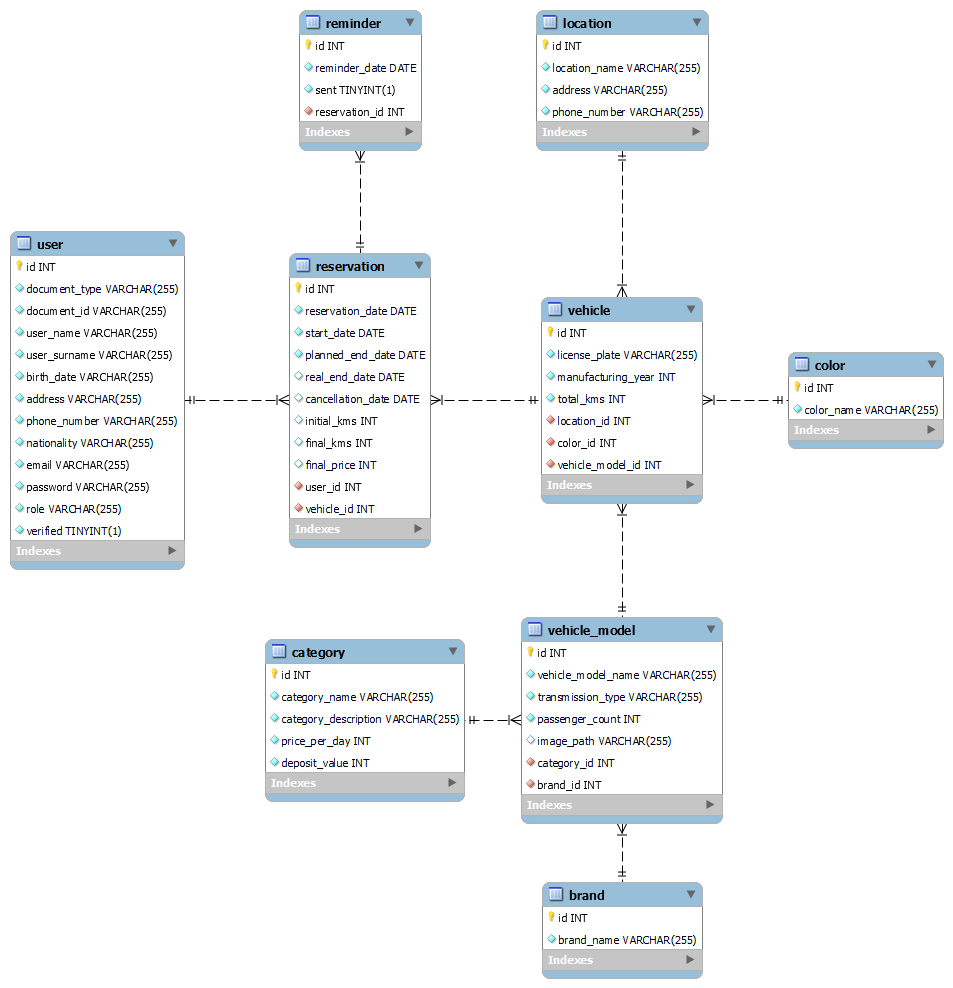 reminder
id INT
reminder_date DATE
sent TINYINT(1)
reservation_id INT
Indexes
location
id INT
location_name VARCHAR(255)
address VARCHAR(255)
phone_number VARCHAR(255)
Indexes
user
id INT
document_type VARCHAR(255)
document_id VARCHAR(255)
user_name VARCHAR(255)
user_surname VARCHAR(255)
birth_date VARCHAR(255)
address VARCHAR(255)
phone_number VARCHAR(255)
nationality VARCHAR(255)
email VARCHAR(255)
password VARCHAR(255)
role VARCHAR(255)
verified TINYINT(1)
Indexes
reservation
id INT
reservation_date DATE
start_date DATE
planned_end_date DATE
real_end_date DATE
cancellation_date DATE
initial_kms INT
final_kms INT
final_price INT
user_id INT
vehicle_id INT
Indexes
vehicle
id INT
license_plate VARCHAR(255)
manufacturing_year INT
total_kms INT
location_id INT
color_id INT
vehicle_model_id INT
Indexes
color
id INT
color_name VARCHAR(255)
Indexes
category
id INT
category_name VARCHAR(255)
category_description VARCHAR(255)
price_per_day INT
deposit_value INT
Indexes
vehicle_model
id INT
vehicle_model_name VARCHAR(255)
transmission_type VARCHAR(255)
passenger_count INT
image_path VARCHAR(255)
category_id INT
brand_id INT
Indexes
brand
id INT
brand_name VARCHAR(255)
Indexes